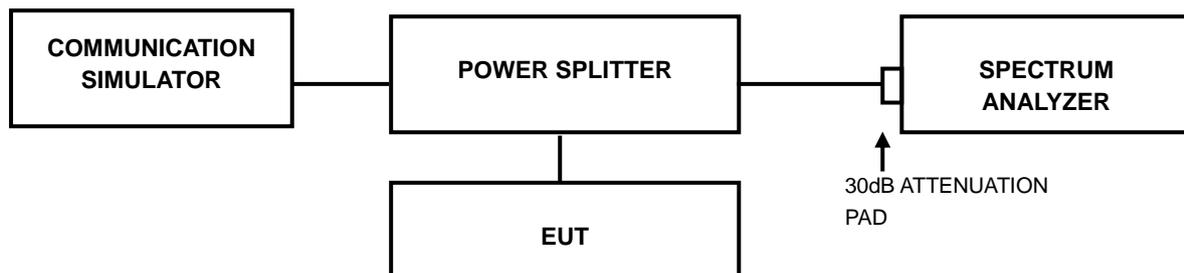 COMMUNICATION
SIMULATOR
POWER SPLITTER
SPECTRUM
ANALYZER
30dB ATTENUATION
PAD
EUT